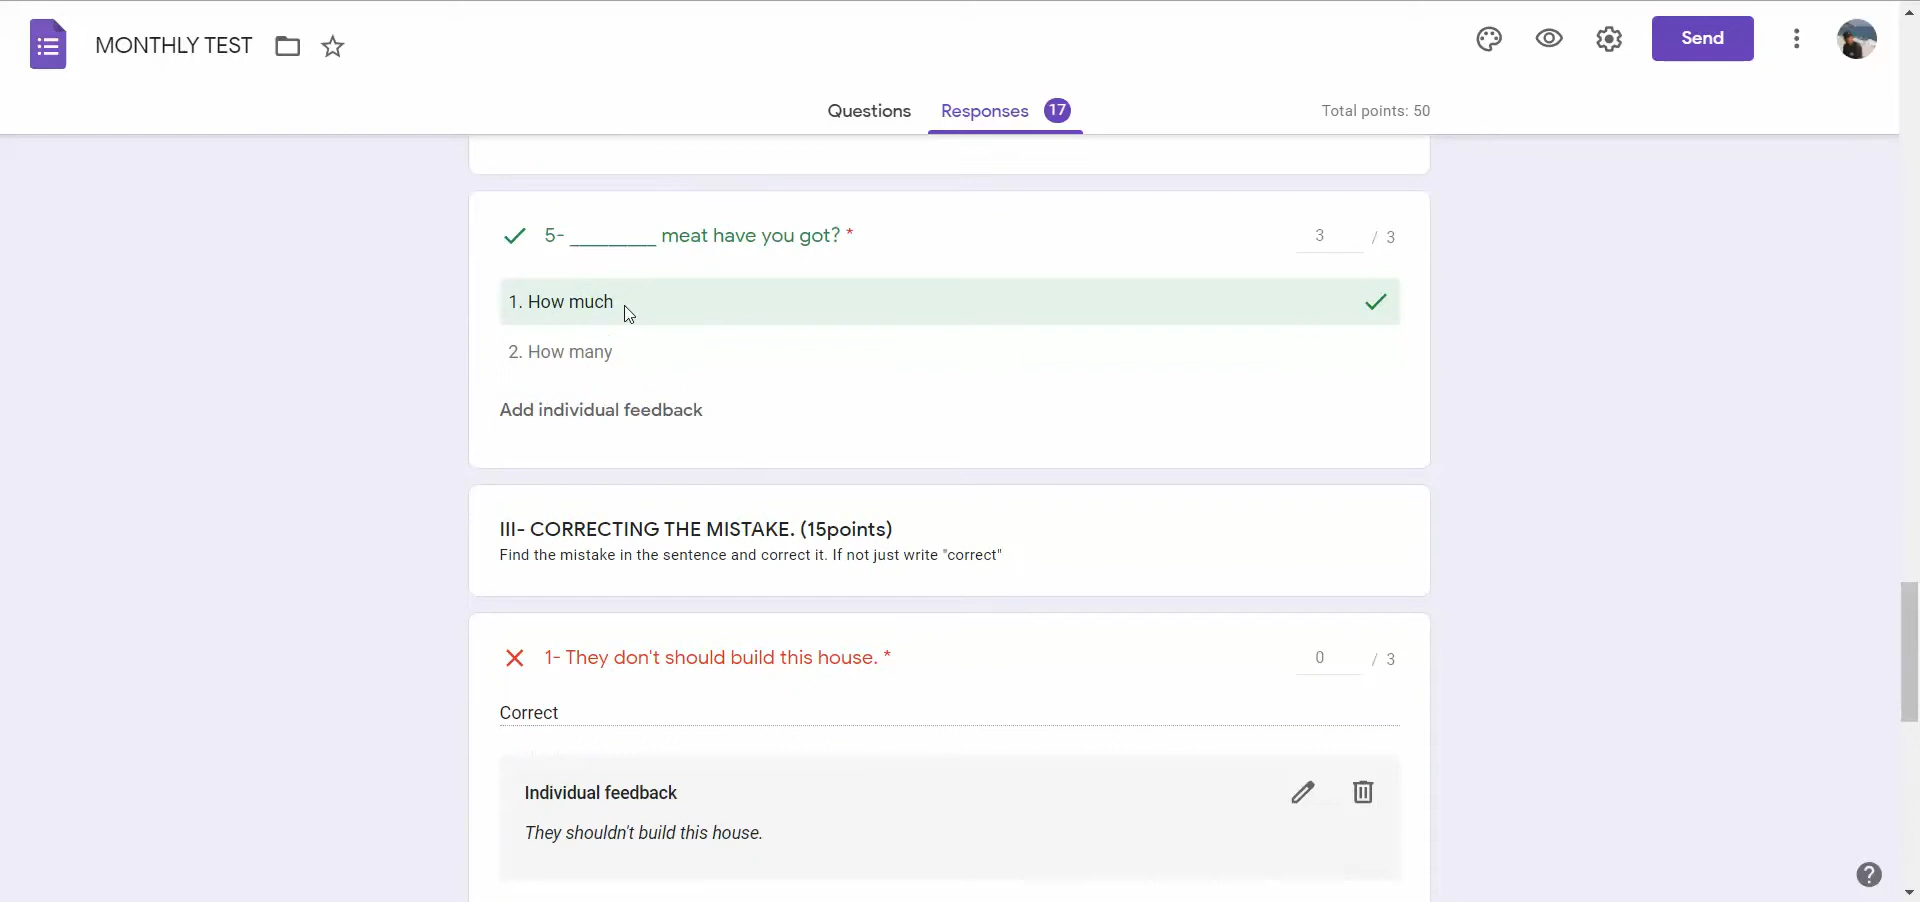 MONTHLY TEST
Send
Questions
Responses 17
Total points: 50
5- _________ meat have you got? *
3 / 3
1. How much
2. How many
Add individual feedback
III- CORRECTING THE MISTAKE. (15points)
Find the mistake in the sentence and correct it. If not just write "correct"
1- They don't should build this house. *
0 / 3
Correct
Individual feedback
They shouldn't build this house.